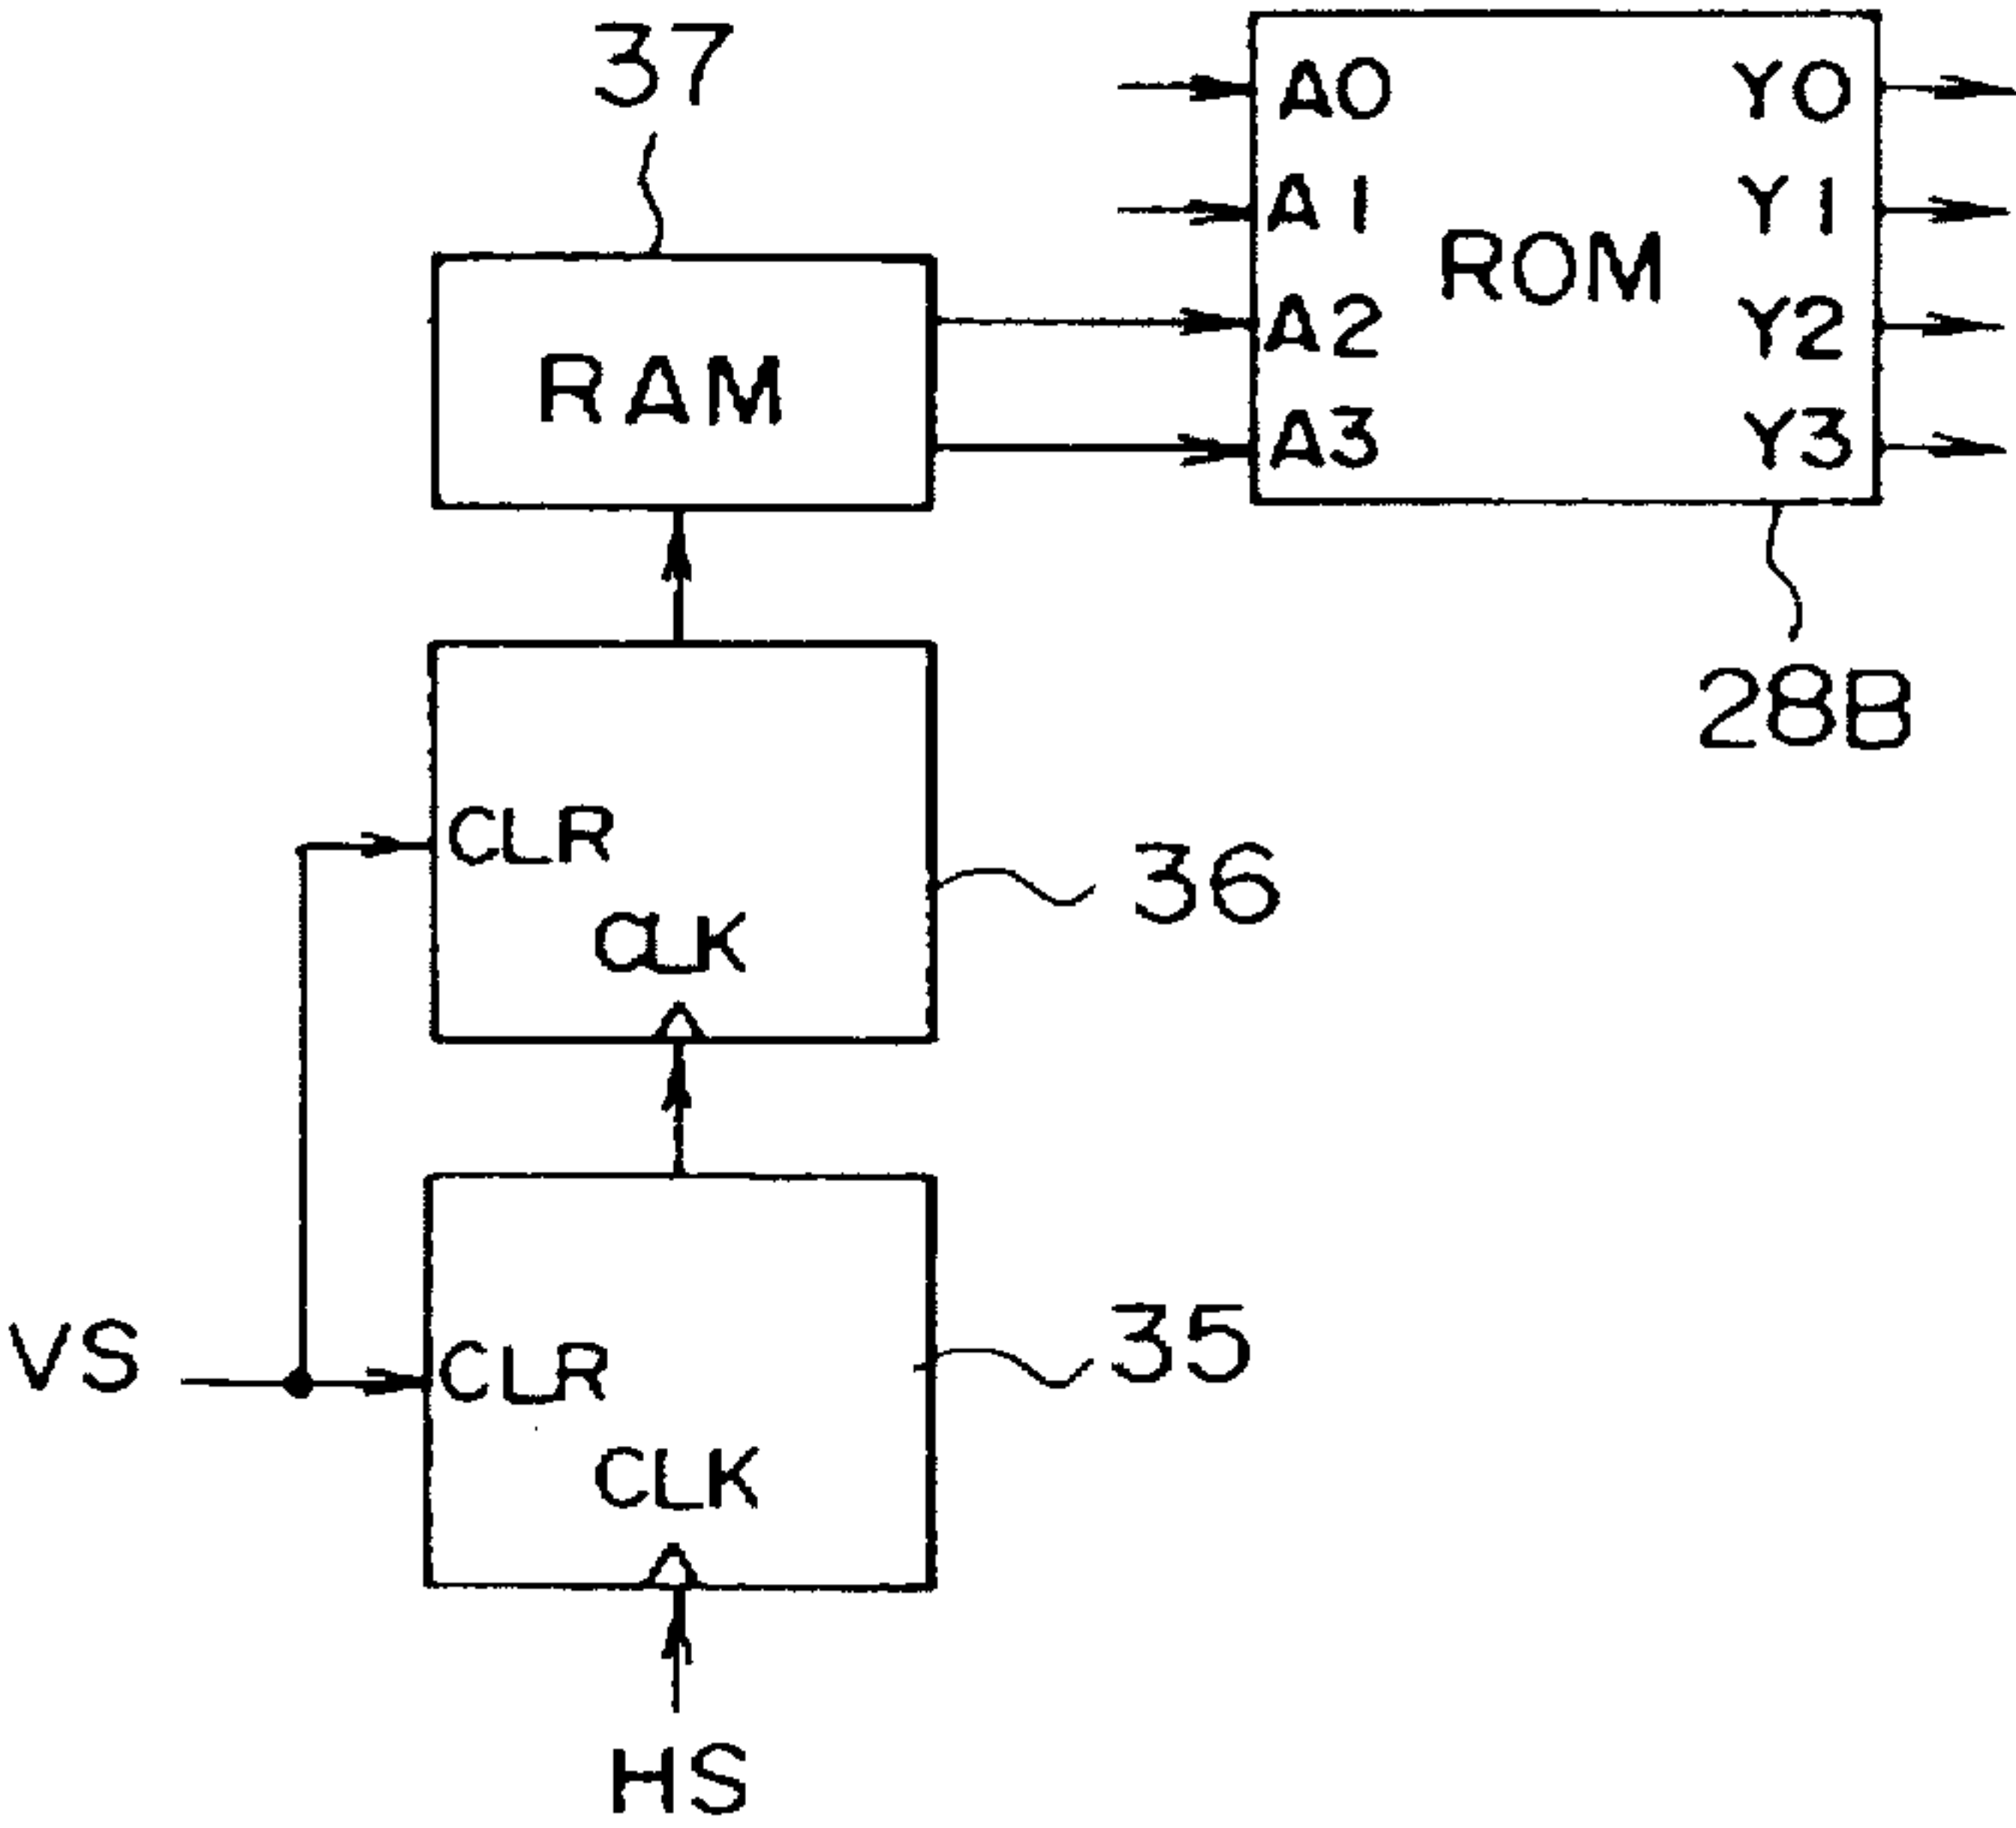 37
A0 Y0
A1 Y1
ROM
RAM
A2 Y2
A3 Y3
28B
CLR
36
CLK
VS
CLR
35
CLK
HS